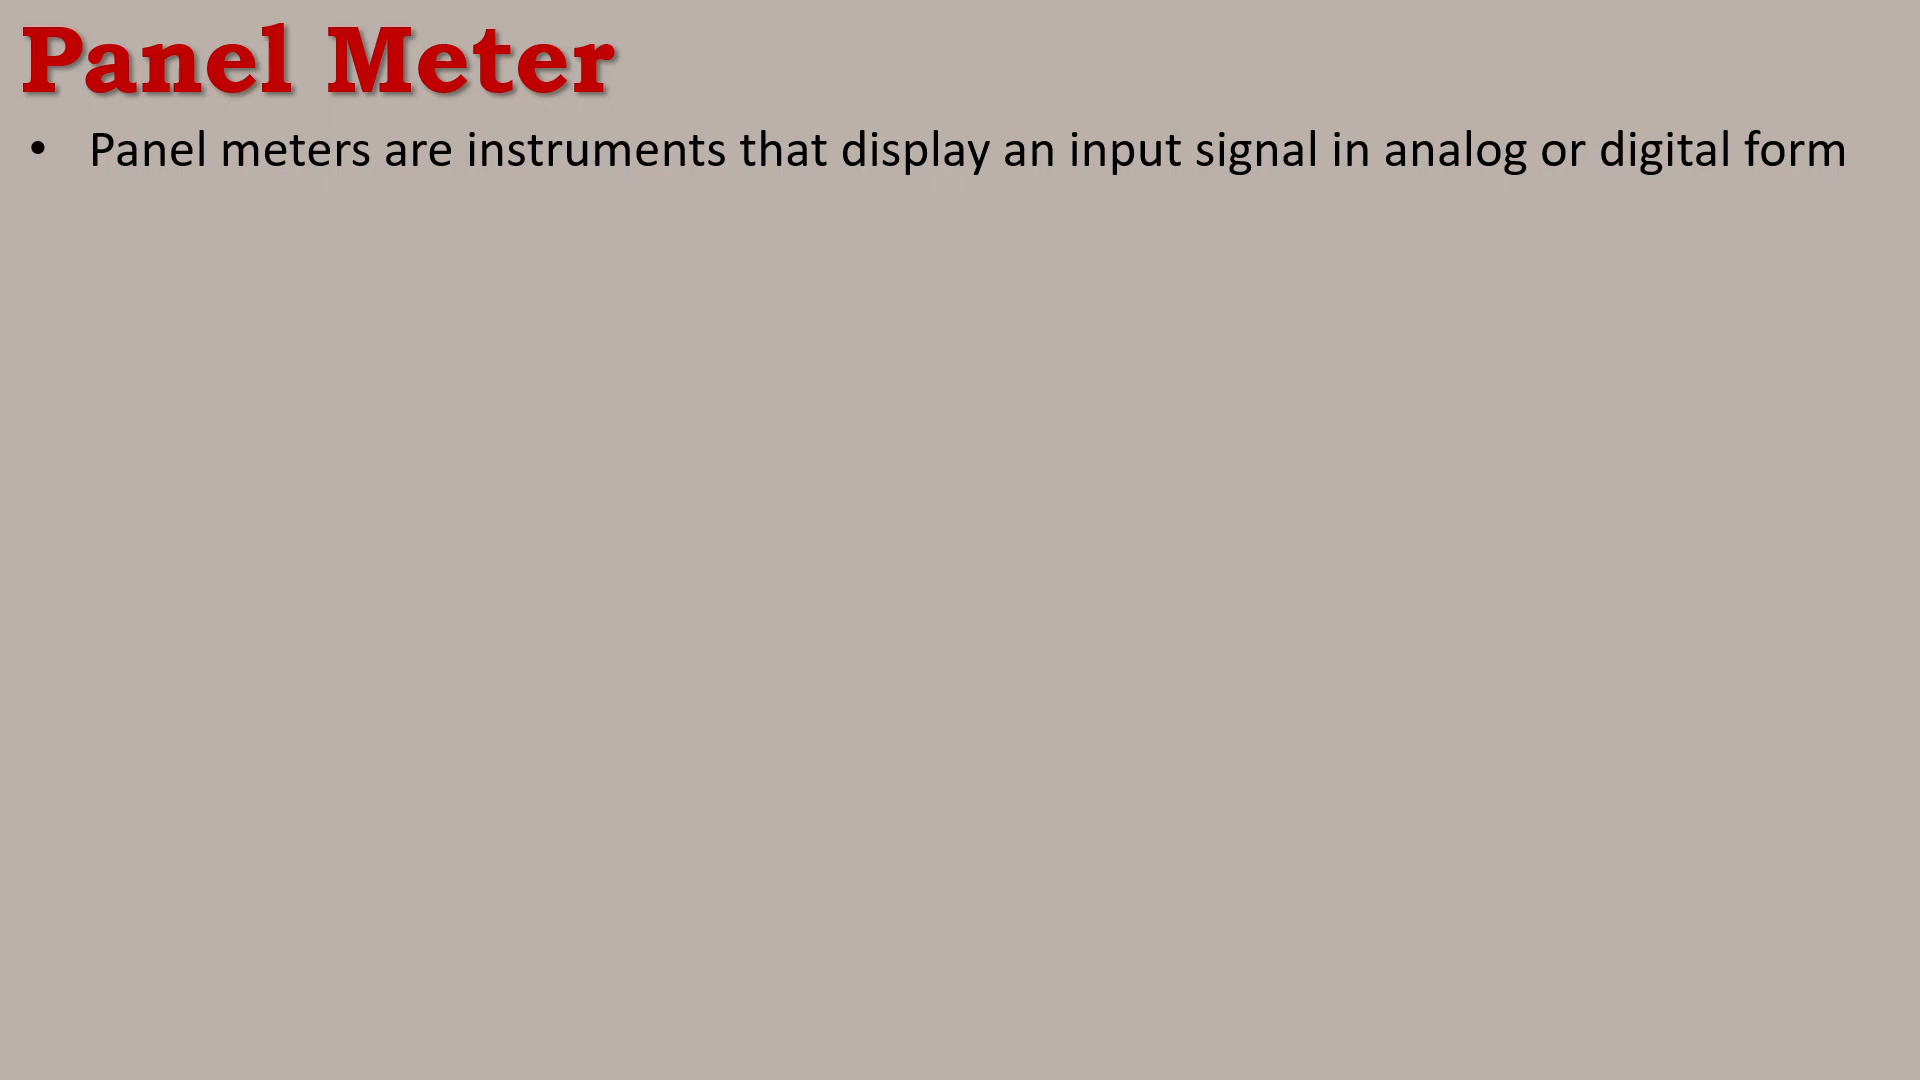 Panel Meter
• Panel meters are instruments that display an input signal in analog or digital form